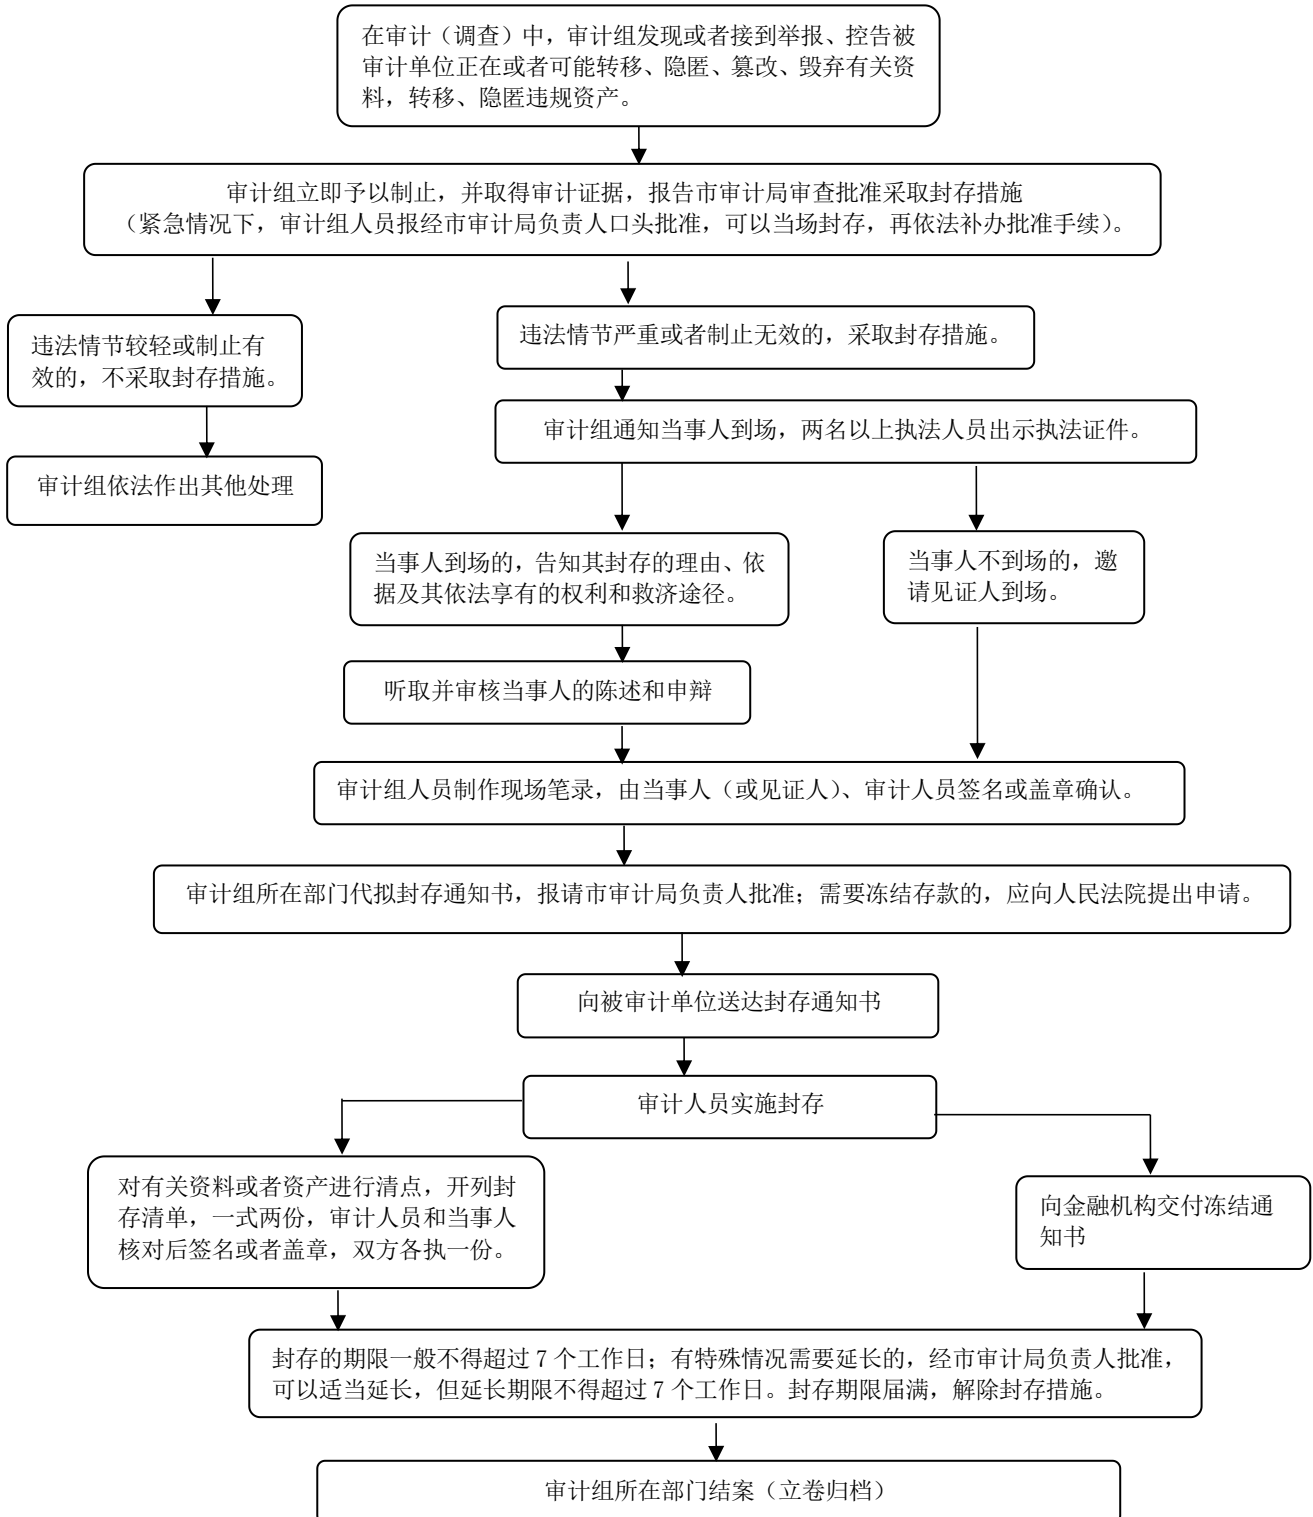 在审计（调查）中，审计组发现或者接到举报、控告被
审计单位正在或者可能转移、隐匿、篡改、毁弃有关资
料，转移、隐匿违规资产。
审计组立即予以制止，并取得审计证据，报告市审计局审查批准采取封存措施
（紧急情况下，审计组人员报经市审计局负责人口头批准，可以当场封存，再依法补办批准手续）。
违法情节较轻或制止有
效的，不采取封存措施。
违法情节严重或者制止无效的，采取封存措施。
审计组通知当事人到场，两名以上执法人员出示执法证件。
审计组依法作出其他处理
当事人到场的，告知其封存的理由、依
据及其依法享有的权利和救济途径。
当事人不到场的，邀
请见证人到场。
听取并审核当事人的陈述和申辩
审计组人员制作现场笔录，由当事人（或见证人）、审计人员签名或盖章确认。
审计组所在部门代拟封存通知书，报请市审计局负责人批准；需要冻结存款的，应向人民法院提出申请。
向被审计单位送达封存通知书
审计人员实施封存
对有关资料或者资产进行清点，开列封
存清单，一式两份，审计人员和当事人
核对后签名或者盖章，双方各执一份。
向金融机构交付冻结通
知书
封存的期限一般不得超过 7 个工作日；有特殊情况需要延长的，经市审计局负责人批准，
可以适当延长，但延长期限不得超过 7 个工作日。封存期限届满，解除封存措施。
审计组所在部门结案（立卷归档）